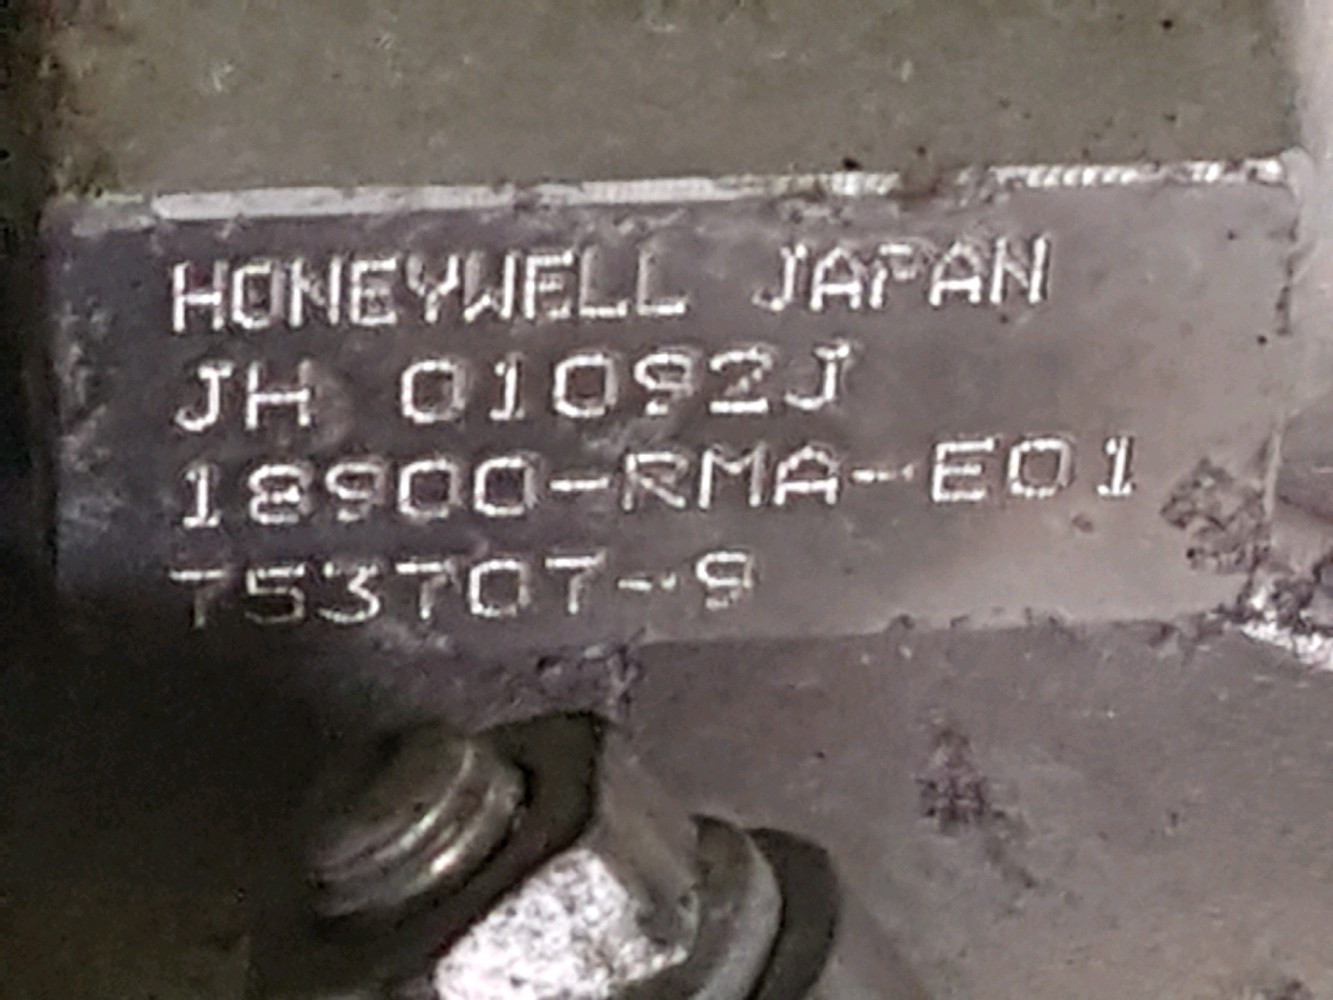 HONEYWELL JAPAN
JH 01092J
18900-RMA-E01
753707-9